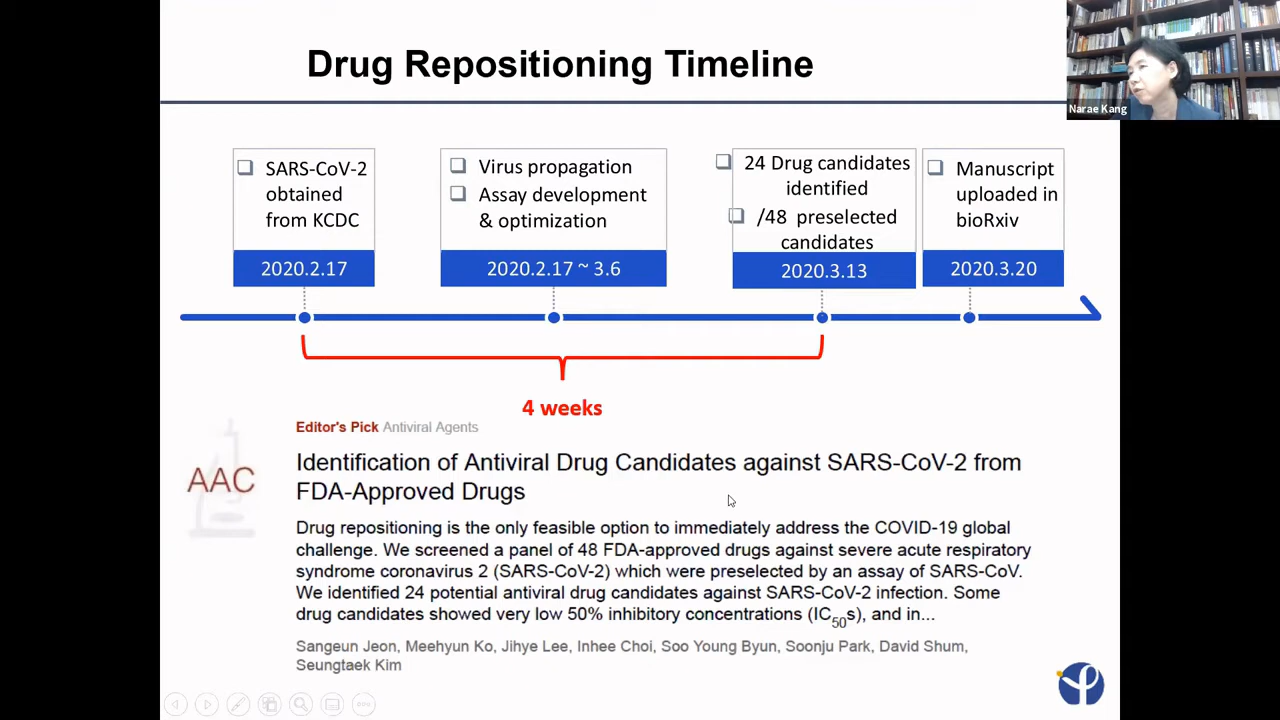 Drug Repositioning Timeline
Narae Kang
SARS-CoV-2
obtained
from KCDC
2020.2.17
Virus propagation
Assay development
& optimization
2020.2.17 ~ 3.6
24 Drug candidates
identified
/48 preselected
candidates
2020.3.13
Manuscript
uploaded in
bioRxiv
2020.3.20
4 weeks
AAC
Editor's Pick Antiviral Agents
Identification of Antiviral Drug Candidates against SARS-CoV-2 from
FDA-Approved Drugs
Drug repositioning is the only feasible option to immediately address the COVID-19 global
challenge. We screened a panel of 48 FDA-approved drugs against severe acute respiratory
syndrome coronavirus 2 (SARS-CoV-2) which were preselected by an assay of SARS-CoV.
We identified 24 potential antiviral drug candidates against SARS-CoV-2 infection. Some
drug candidates showed very low 50% inhibitory concentrations (IC50s), and in...
Sangeun Jeon, Meehyun Ko, Jihye Lee, Inhee Choi, Soo Young Byun, Soonju Park, David Shum,
Seungtaek Kim